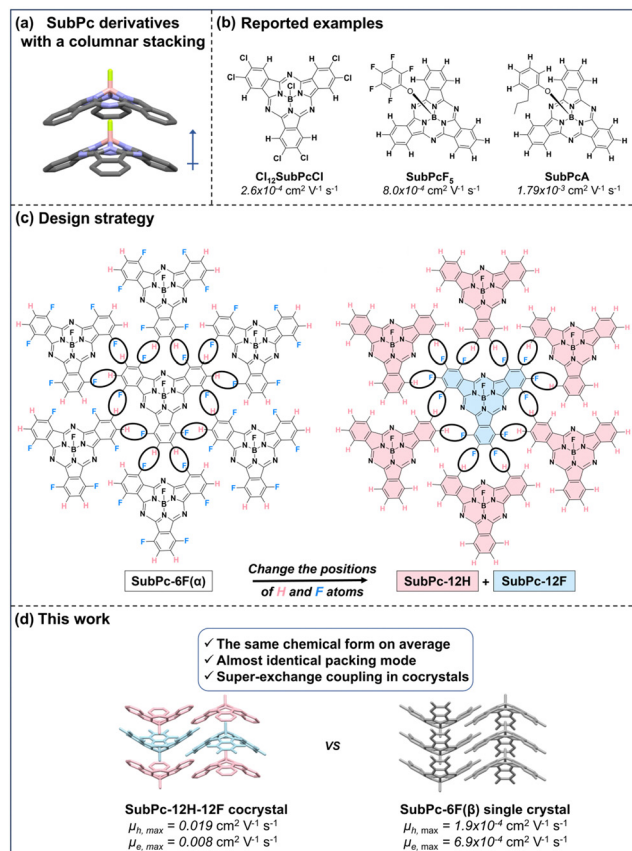 (a) SubPc derivatives
with a columnar stacking
(b) Reported examples
Cl₁₂SubPcCl
2.6x10⁻⁴ cm² V⁻¹ s⁻¹
SubPcF₅
8.0x10⁻⁴ cm² V⁻¹ s⁻¹
SubPcA
1.79x10⁻³ cm² V⁻¹ s⁻¹
(c) Design strategy
SubPc-6F(α)
Change the positions
of H and F atoms
SubPc-12H + SubPc-12F
(d) This work
✓ The same chemical form on average
✓ Almost identical packing mode
✓ Super-exchange coupling in cocrystals
VS
SubPc-12H-12F cocrystal
μh, max = 0.019 cm² V⁻¹ s⁻¹
μe, max = 0.008 cm² V⁻¹ s⁻¹
SubPc-6F(β) single crystal
μh, max = 1.9x10⁻⁴ cm² V⁻¹ s⁻¹
μe, max = 6.9x10⁻⁴ cm² V⁻¹ s⁻¹